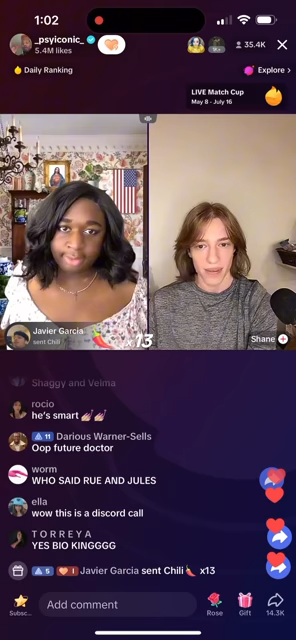 1:02
_psyiconic_
5.4M likes
35.4K
Daily Ranking
Explore >
LIVE Match Cup
May 8 - July 16
Javier Garcia
sent Chili
x13
Shane
Shaggy and Velma
rocio
he's smart 💅🏼💅🏼
11 Darious Warner-Sells
Oop future doctor
worm
WHO SAID RUE AND JULES
ella
wow this is a discord call
TORREYA
YES BIO KINGGGG
5 I Javier Garcia sent Chili🌶️ x13
Subsc...
Add comment
Rose
Gift
14.3K